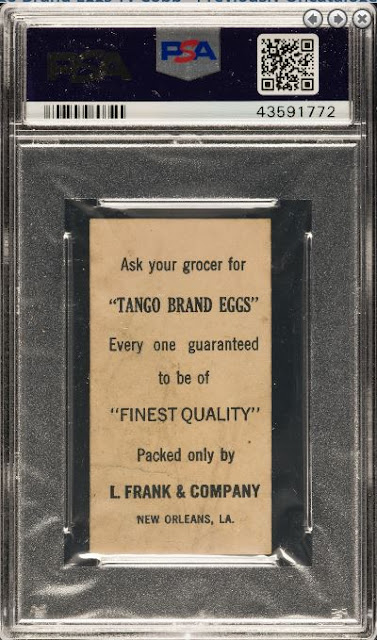 PSA
PSA
43591772
Ask your grocer for
"TANGO BRAND EGGS"
Every one guaranteed
to be of
"FINEST QUALITY"
Packed only by
L. FRANK & COMPANY
NEW ORLEANS, LA.